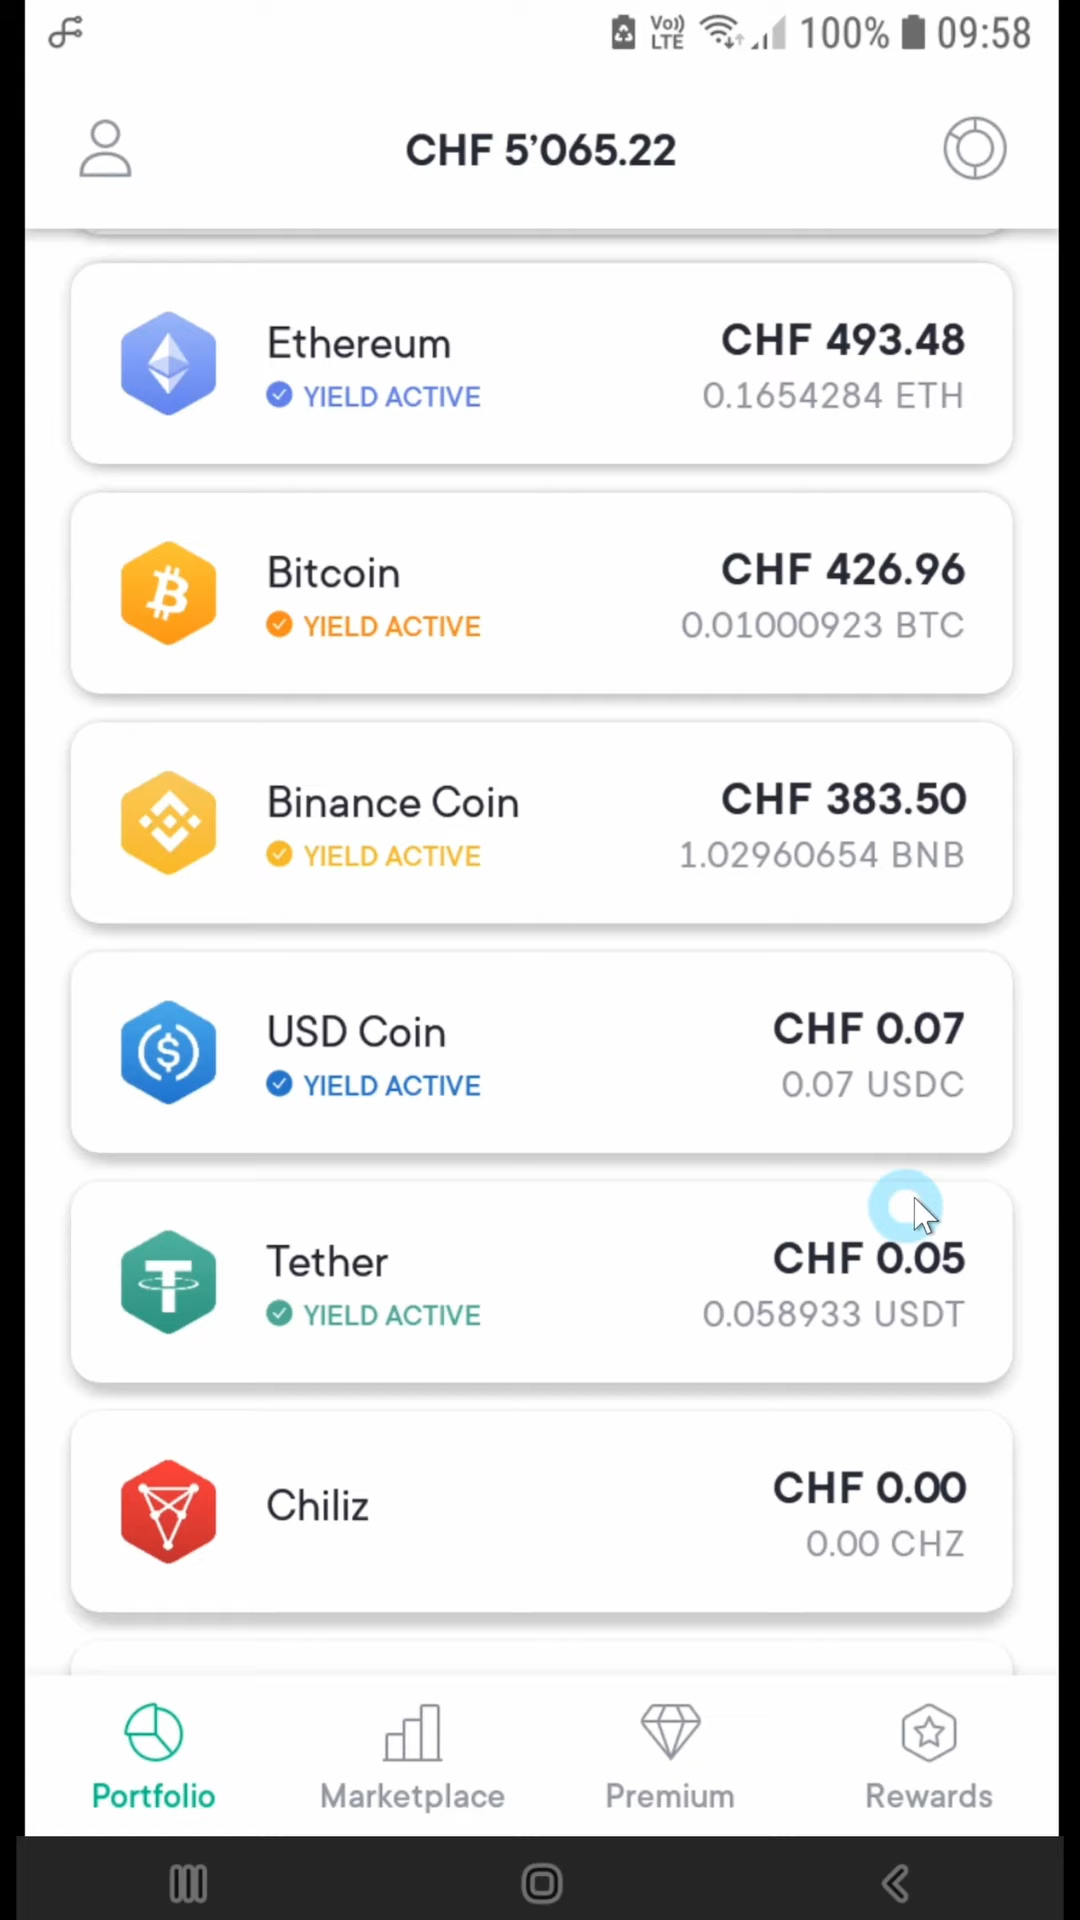 Vo)) LTE 100% 09:58
CHF 5’065.22
Ethereum
CHF 493.48
YIELD ACTIVE
0.1654284 ETH
Bitcoin
CHF 426.96
YIELD ACTIVE
0.01000923 BTC
Binance Coin
CHF 383.50
YIELD ACTIVE
1.02960654 BNB
USD Coin
CHF 0.07
YIELD ACTIVE
0.07 USDC
Tether
CHF 0.05
YIELD ACTIVE
0.058933 USDT
Chiliz
CHF 0.00
0.00 CHZ
Portfolio
Marketplace
Premium
Rewards